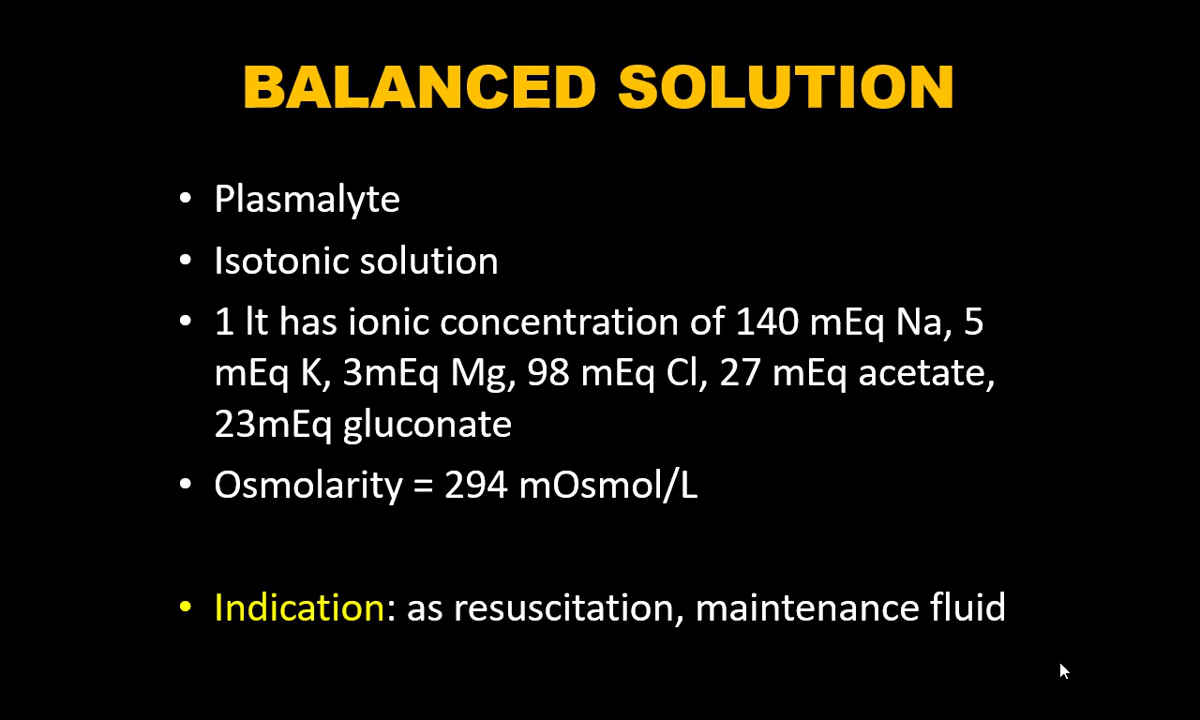 BALANCED SOLUTION
• Plasmalyte
• Isotonic solution
• 1 lt has ionic concentration of 140 mEq Na, 5
mEq K, 3mEq Mg, 98 mEq Cl, 27 mEq acetate,
23mEq gluconate
• Osmolarity = 294 mOsmol/L
• Indication: as resuscitation, maintenance fluid